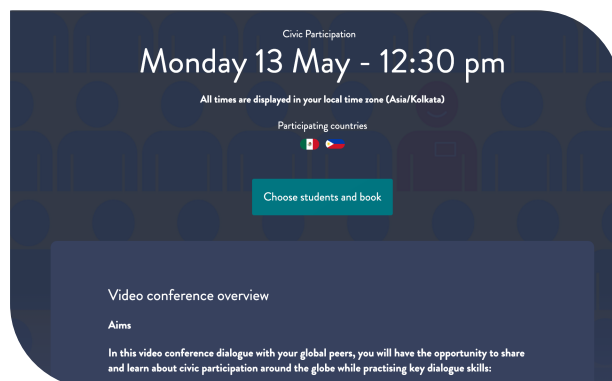 Civic Participation
Monday 13 May - 12:30 pm
All times are displayed in your local time zone (Asia/Kolkata)
Participating countries
Choose students and book
Video conference overview
Aims
In this video conference dialogue with your global peers, you will have the opportunity to share
and learn about civic participation around the globe while practising key dialogue skills: